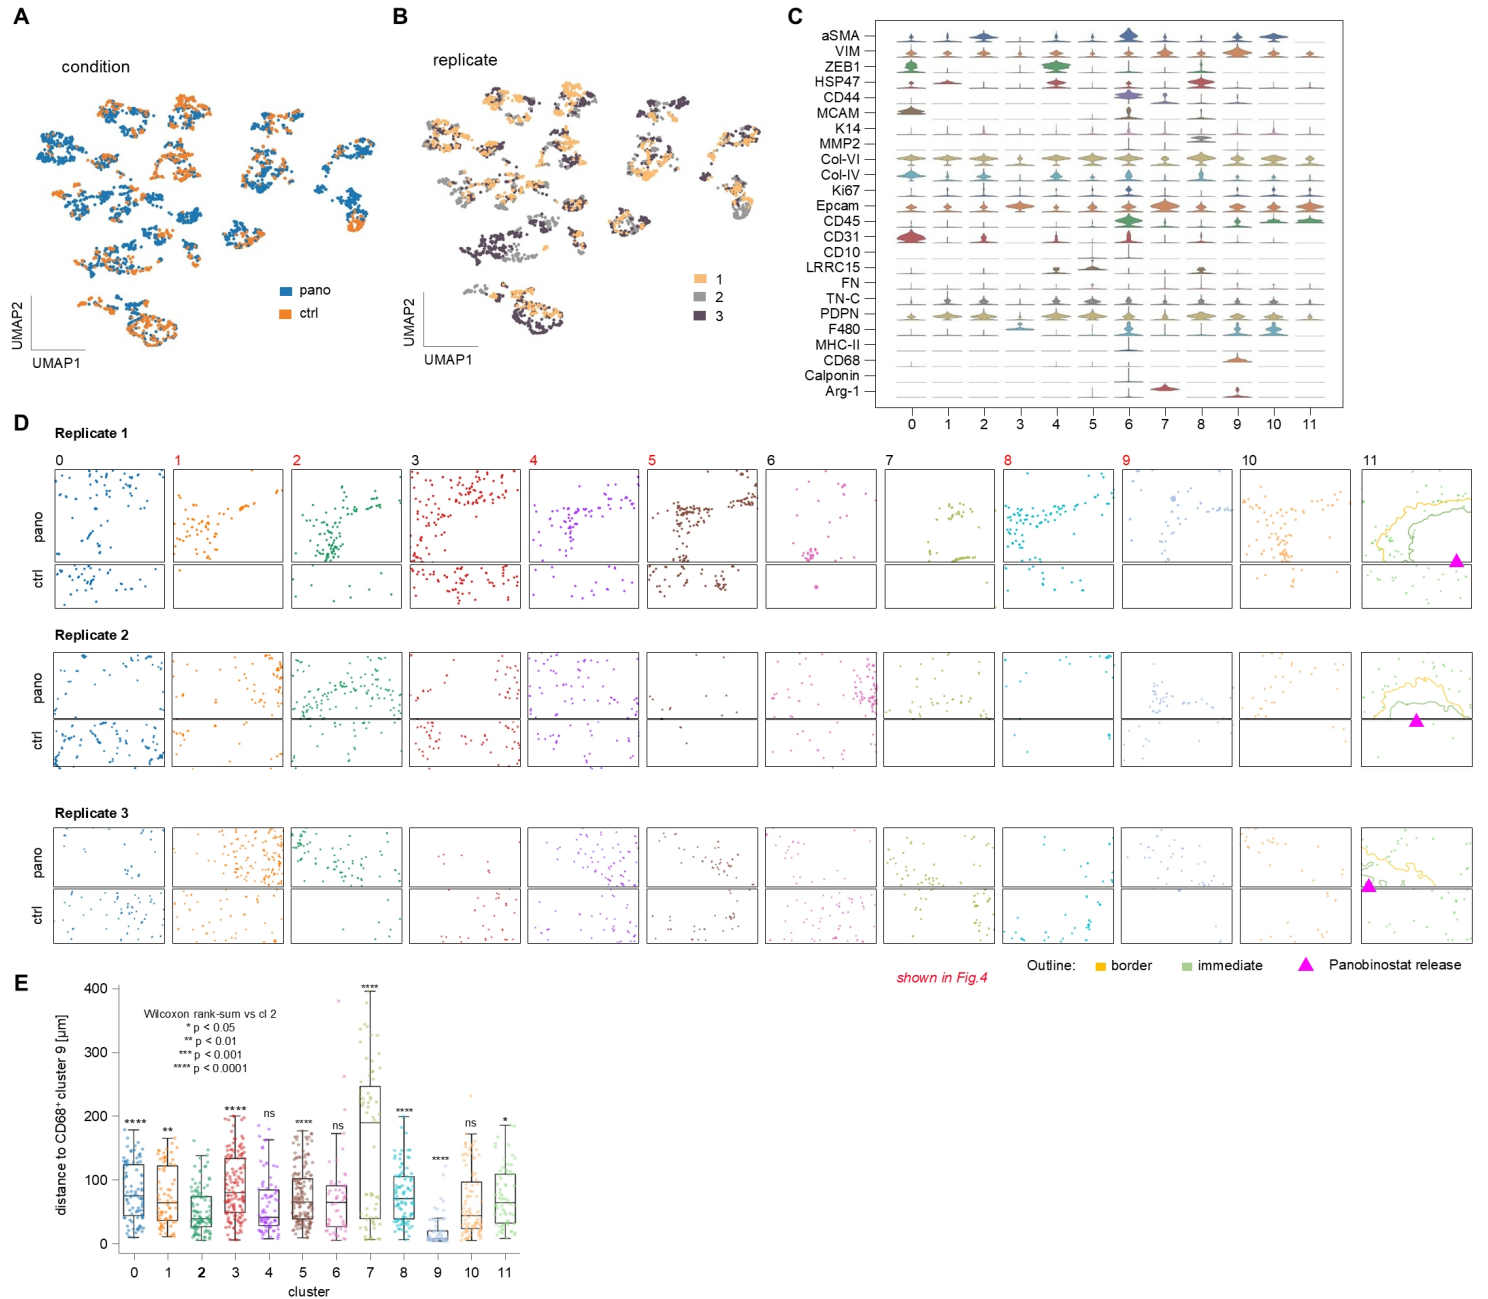 A
condition
pano
ctrl
UMAP2
UMAP1
B
replicate
1
2
3
UMAP2
UMAP1
C
aSMA
VIM
ZEB1
HSP47
CD44
MCAM
K14
MMP2
Col-VI
Col-IV
Ki67
Epcam
CD45
CD31
CD10
LRRC15
FN
TN-C
PDPN
F480
MHC-II
CD68
Calponin
Arg-1
0 1 2 3 4 5 6 7 8 9 10 11
D
Replicate 1
0 1 2 3 4 5 6 7 8 9 10 11
pano
ctrl
Replicate 2
pano
ctrl
Replicate 3
pano
ctrl
shown in Fig.4
Outline: border immediate Panobinostat release
E
distance to CD68+ cluster 9 [µm]
400
300
200
100
0
Wilcoxon rank-sum vs cl 2
* p < 0.05
** p < 0.01
*** p < 0.001
**** p < 0.0001
**** ** **** ns **** ns **** **** **** ns *
0 1 2 3 4 5 6 7 8 9 10 11
cluster